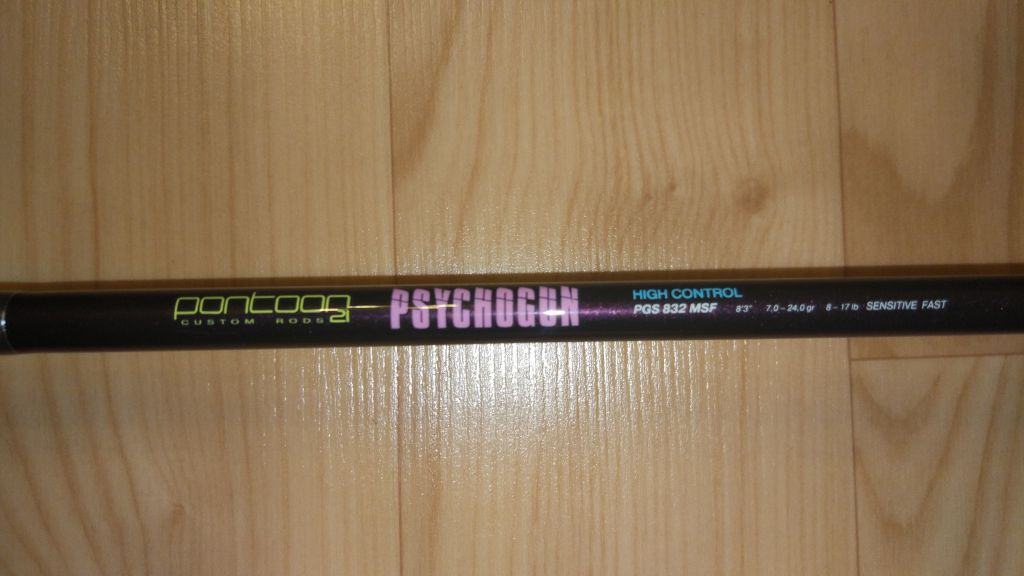 pontoon 21
CUSTOM RODS
PSYCHOGUN
HIGH CONTROL
PGS 832 MSF 8'3" 7,0-24,0 gr 8-17 lb SENSITIVE FAST